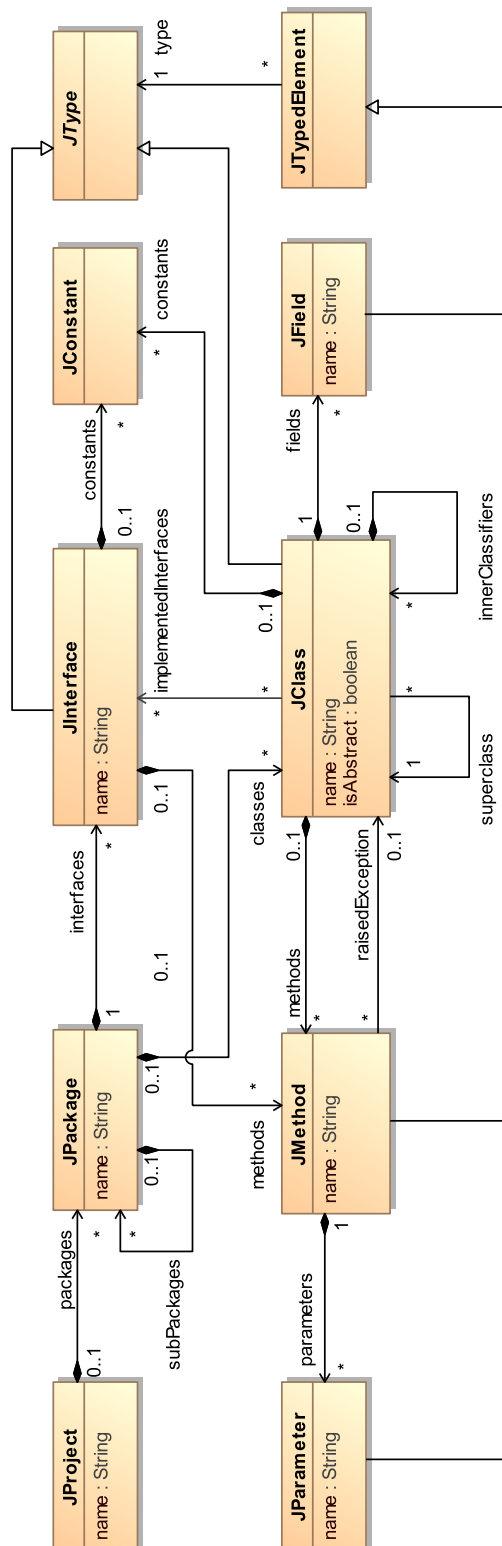 JProject
name : String
packages
0..1
*
JPackage
name : String
0..1
*
subPackages
0..1
1
interfaces
*
0..1
JInterface
name : String
0..1
0..1
constants
*
JConstant
JType
implementedInterfaces
*
*
constants
*
type
1
*
JTypedElement
JParameter
name : String
parameters
*
1
JMethod
name : String
methods
*
methods
*
0..1
raisedException
*
0..1
classes
*
JClass
name : String
isAbstract : boolean
0..1
1
fields
*
0..1
*
innerClassifiers
*
1
superclass
JField
name : String